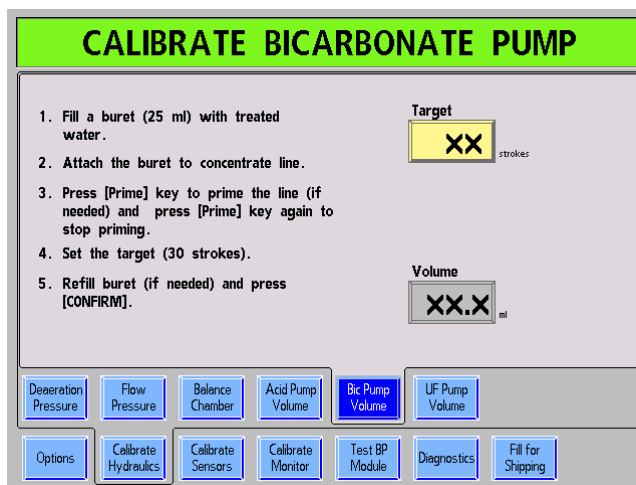 CALIBRATE BICARBONATE PUMP
1. Fill a buret (25 ml) with treated
water.
2. Attach the buret to concentrate line.
3. Press [Prime] key to prime the line (if
needed) and press [Prime] key again to
stop priming.
4. Set the target (30 strokes).
5. Refill buret (if needed) and press
[CONFIRM].
Target
XX strokes
Volume
XX.X ml
Deaeration Pressure
Flow Pressure
Balance Chamber
Acid Pump Volume
Bic Pump Volume
UF Pump Volume
Options
Calibrate Hydraulics
Calibrate Sensors
Calibrate Monitor
Test BP Module
Diagnostics
Fill for Shipping